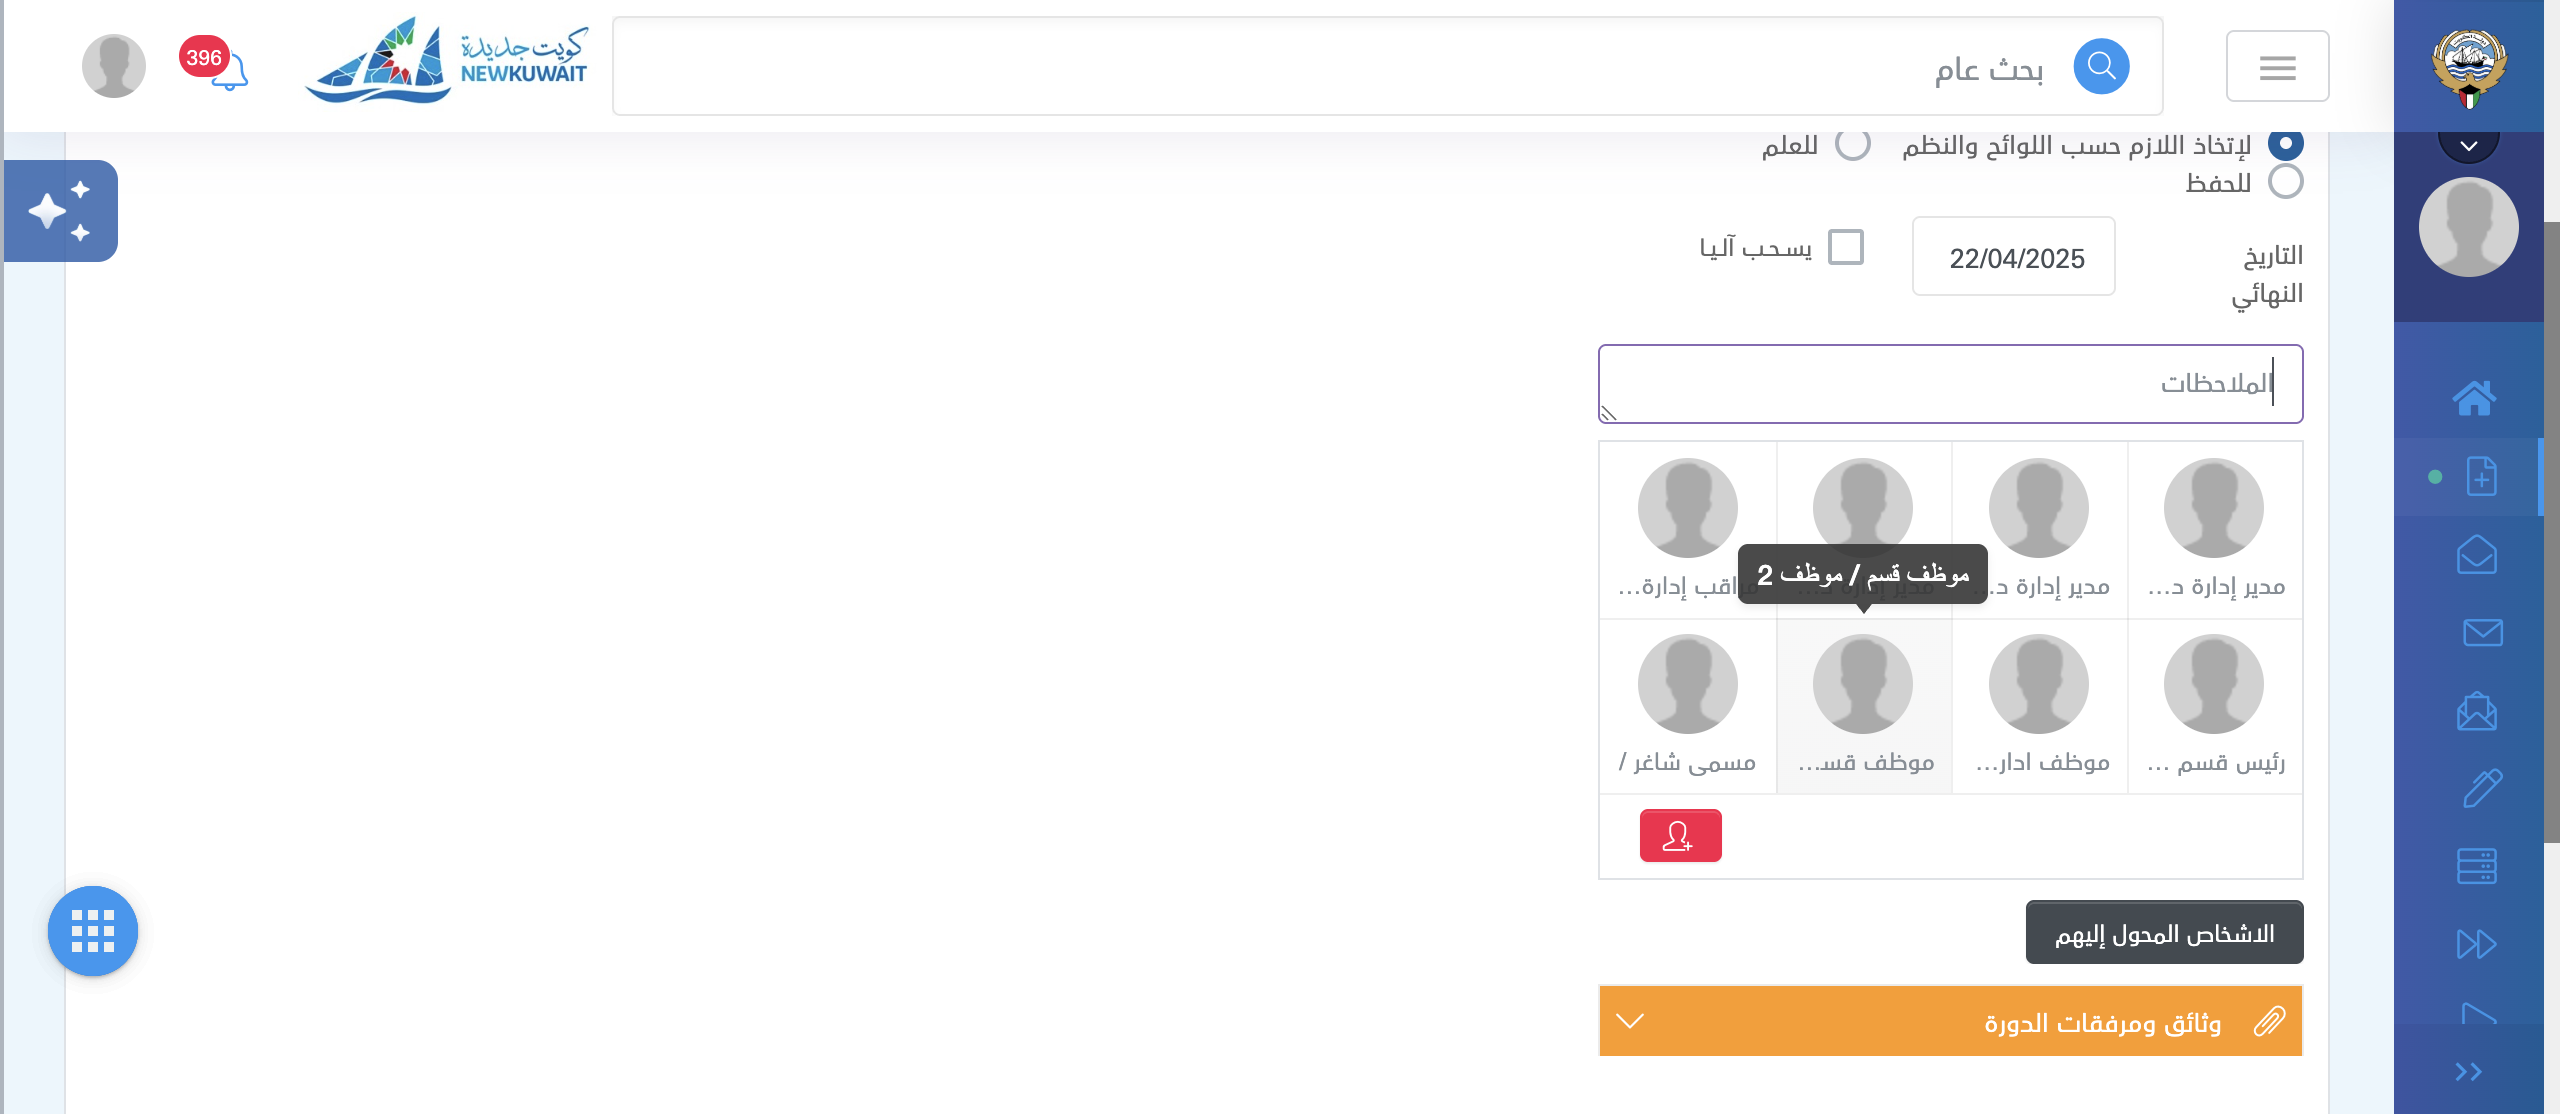 بحث عام
كويت جديدة
NEWKUWAIT
396
لإتخاذ اللازم حسب اللوائح والنظم
للعلم
للحفظ
التاريخ
النهائي
22/04/2025
يسحب آليا
الملاحظات
مدير إدارة د...
مدير إدارة د...
مراقب إدارة...
موظف قسم / موظف 2
رئيس قسم ...
موظف ادار...
موظف قسـ...
مسمى شاغر /
الاشخاص المحول إليهم
وثائق ومرفقات الدورة